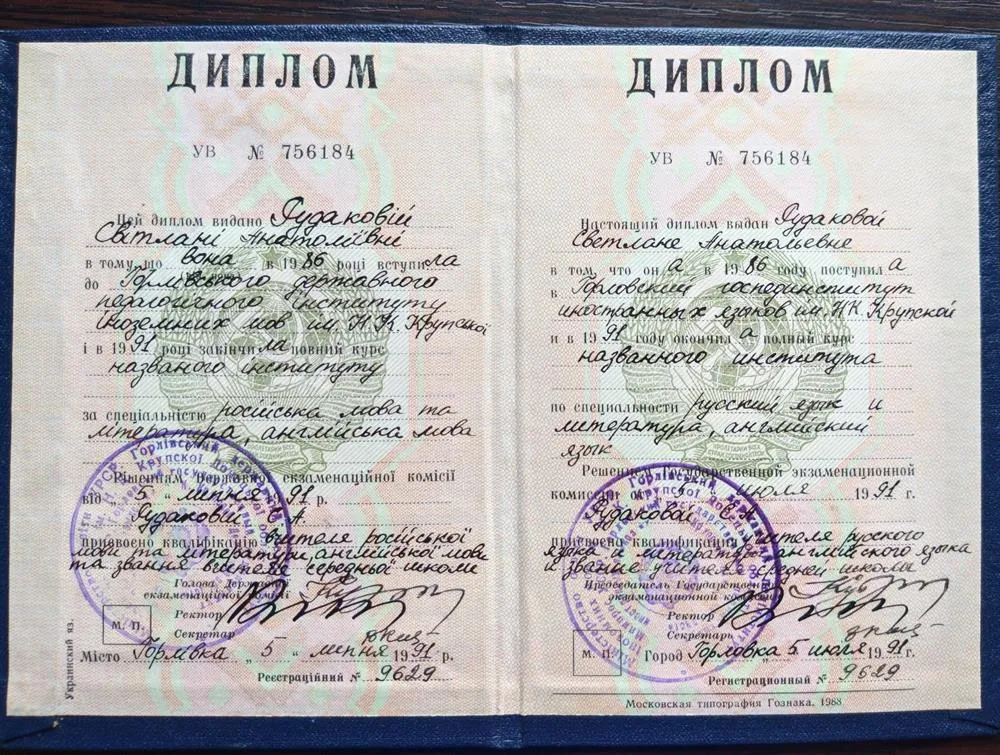 ДИПЛОМ
УВ № 756184
Цей диплом видано Рудаковій
Світлані Анатоліївні
в тому, що вона в 1986 році вступила
до Горлівського державного
педагогічного інституту
іноземних мов ім. Н.К. Крупської
і в 1991 році закінчила повний курс
названого інституту
за спеціальністю російська мова та
література, англійська мова
Рішенням Державної екзаменаційної комісії
від „5" липня 1991 р.
Рудаковій С.А
присвоєно кваліфікацію вчителя російської
мови та літератури, англійської мови
та звання вчителя середньої школи
Голова Державної
екзаменаційної комісії
Ректор
Секретар
М. П.
Місто Горлівка „5" липня 1991 р.
Реєстраційний № 9629
Украинский яз.
ДИПЛОМ
УВ № 756184
Настоящий диплом выдан Рудаковой
Светлане Анатольевне
в том, что она в 1986 году поступила
в Горловский госпединститут
иностранных языков им. Н.К. Крупской
и в 1991 году окончила полный курс
названного института
по специальности русский язык и
литература, английский
язык
Решением Государственной экзаменационной
комиссии 5 июля 1991 г.
Рудаковой С.А
присвоена квалификация учителя русского
языка и литературы, английского языка
и звание учителя средней школы
Председатель Государственной
экзаменационной комиссии
Ректор
Секретарь
М. П.
Город Горловка „5 июля 1991 г.
Регистрационный № 9629
Московская типография Гознака, 1988